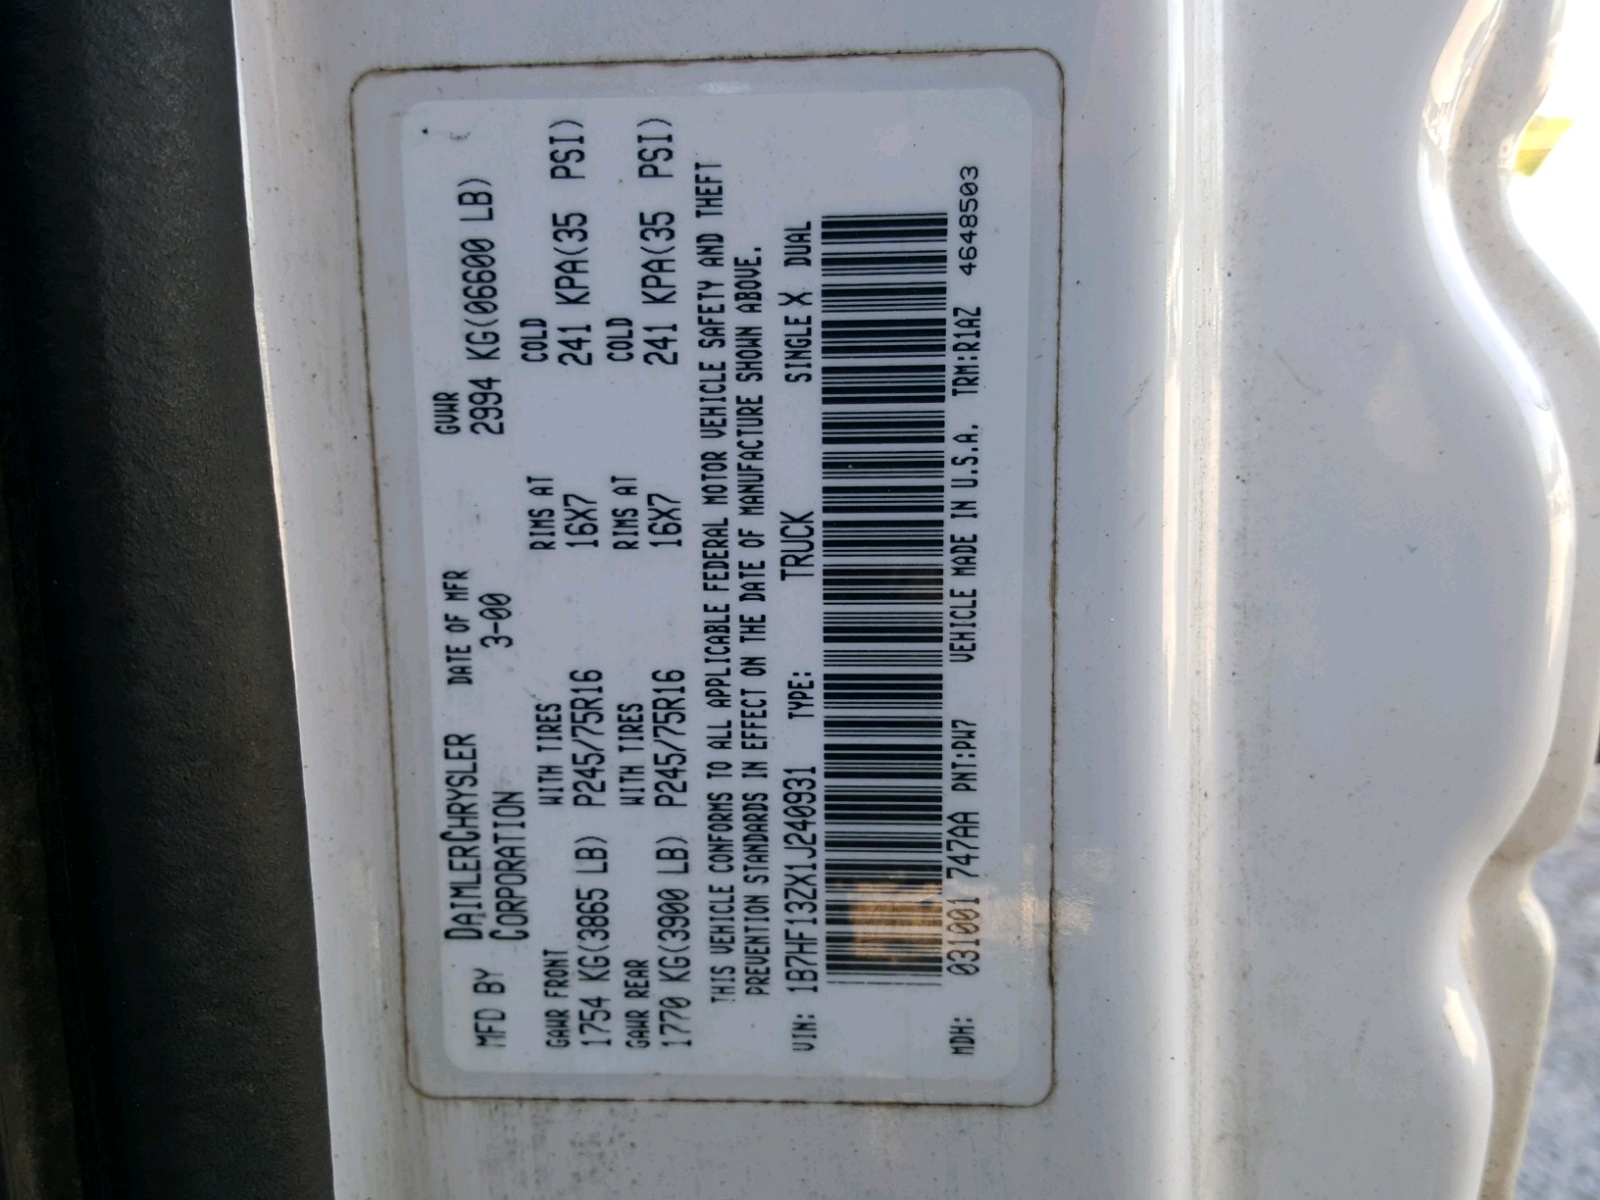 MFD BY DAIMLERCHRYSLER CORPORATION DATE OF MFR 3-00 GVWR 2994 KG(06600 LB)
GAWR FRONT WITH TIRES RIMS AT COLD
1754 KG(3865 LB) P245/75R16 16X7 241 KPA(35 PSI)
GAWR REAR WITH TIRES RIMS AT COLD
1770 KG(3900 LB) P245/75R16 16X7 241 KPA(35 PSI)
THIS VEHICLE CONFORMS TO ALL APPLICABLE FEDERAL MOTOR VEHICLE SAFETY AND THEFT
PREVENTION STANDARDS IN EFFECT ON THE DATE OF MANUFACTURE SHOWN ABOVE.
VIN: 1B7HF13ZX1J240931 TYPE: TRUCK SINGLE X DUAL
MDH: 031001 747AA PNT:PW7 VEHICLE MADE IN U.S.A. TRM:R1AZ 4648503